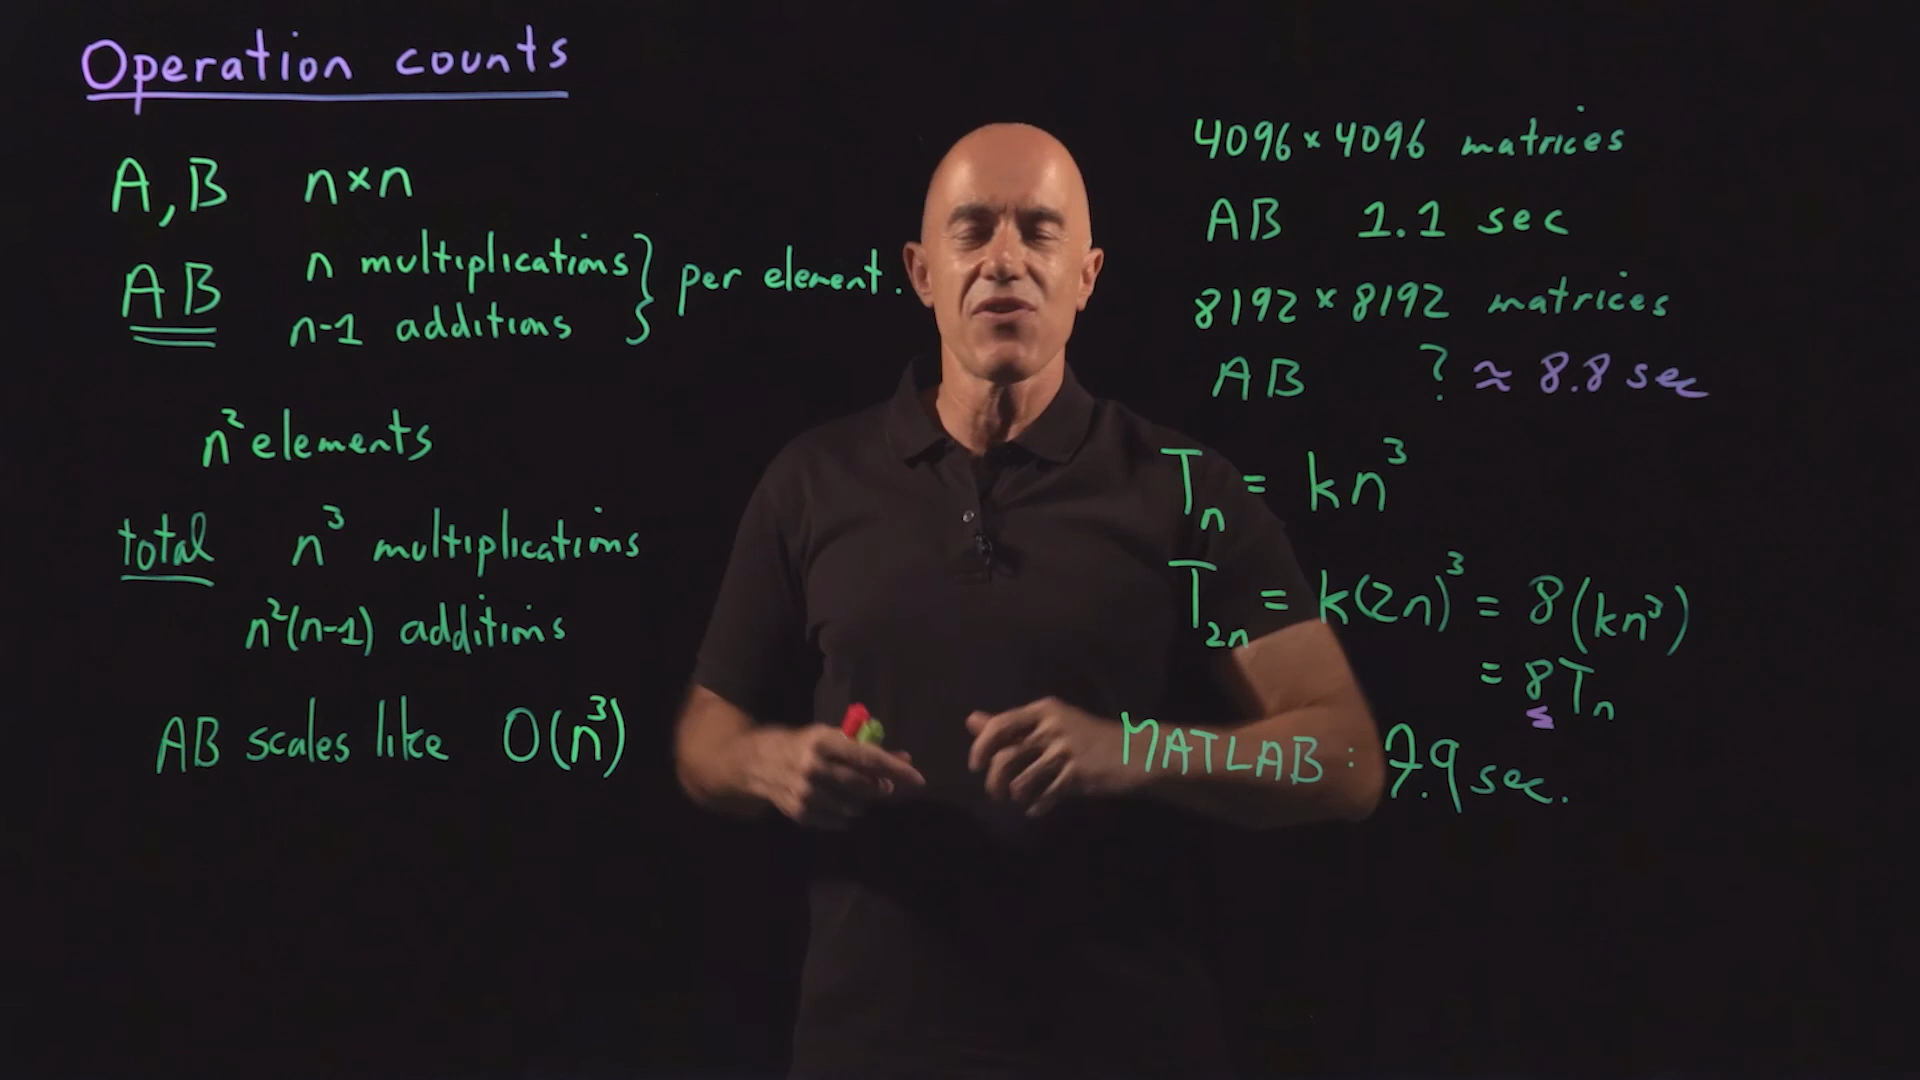 Operation counts
A, B n×n
AB n multiplications } per element.
n-1 additions
n² elements
total n³ multiplications
n²(n-1) additions
AB scales like O(n³)
4096 × 4096 matrices
AB 1.1 sec
8192 × 8192 matrices
AB ? ≈ 8.8 sec
Tₙ = kn³
T₂ₙ = k(2n)³ = 8(kn³)
= 8Tₙ
MATLAB: 7.9 sec.